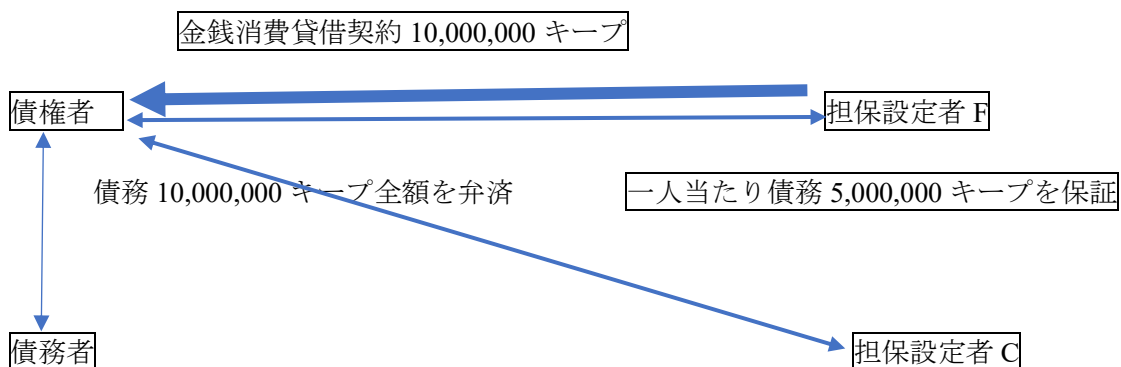 金銭消費貸借契約 10,000,000 キープ
債権者
担保設定者 F
債務 10,000,000 キープ全額を弁済
一人当たり債務 5,000,000 キープを保証
債務者
担保設定者 C